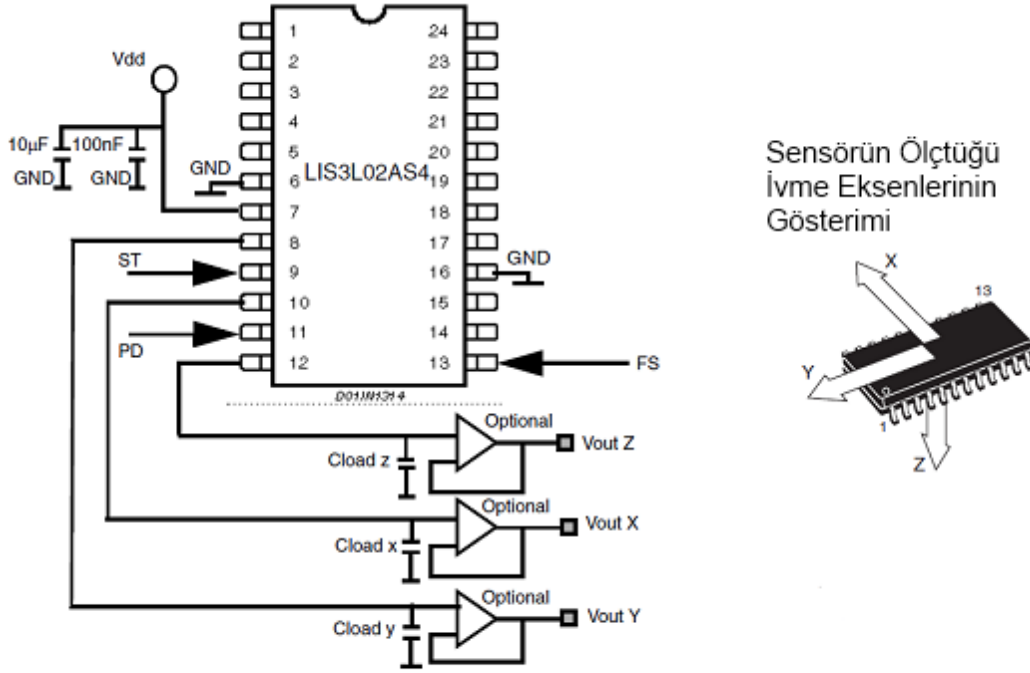 Vdd
10µF
100nF
GND
GND
GND
ST
PD
1
2
3
4
5
6
7
8
9
10
11
12
LIS3L02AS4
24
23
22
21
20
19
18
17
16
15
14
13
GND
FS
D01IN1314
Optional
Cload z
Vout Z
Optional
Cload x
Vout X
Optional
Cload y
Vout Y
Sensörün Ölçtüğü
İvme Eksenlerinin
Gösterimi
X
13
Y
1
Z